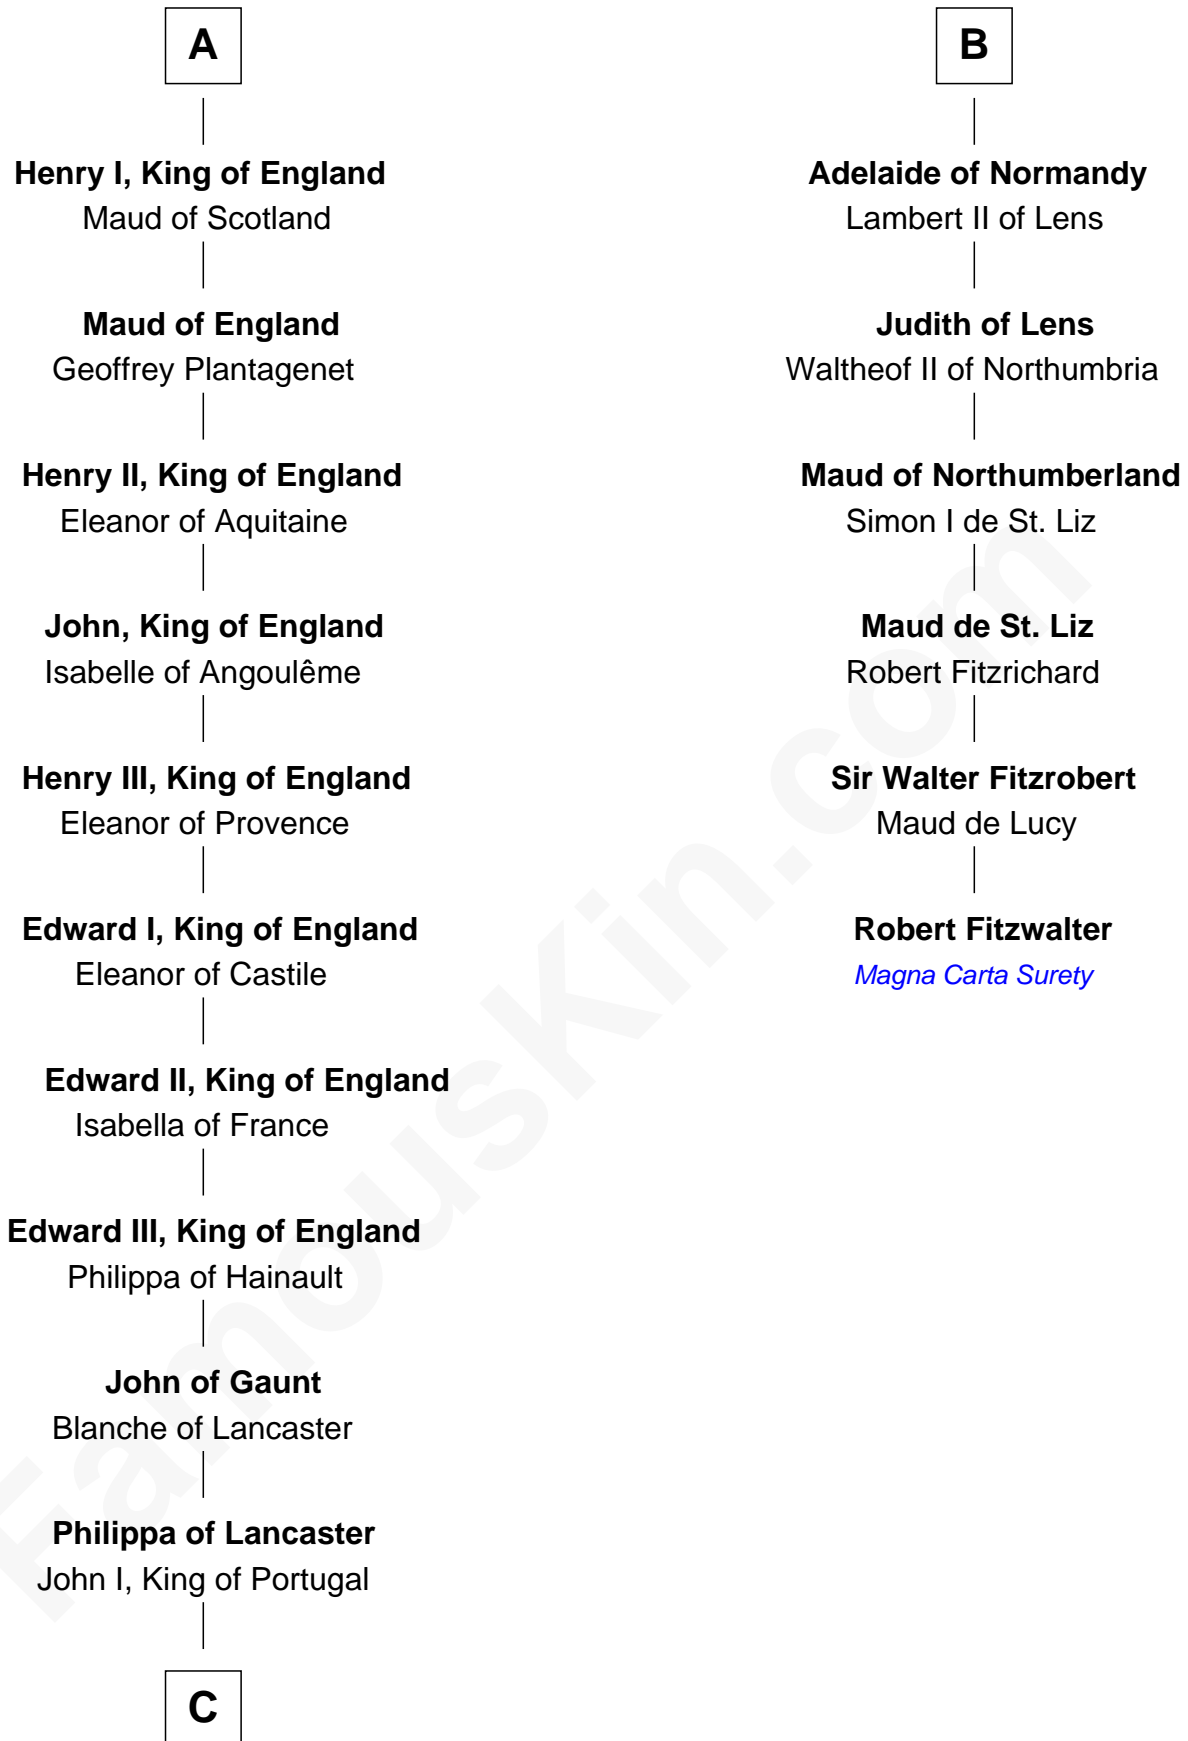 A
Henry I, King of England
Maud of Scotland
Maud of England
Geoffrey Plantagenet
Henry II, King of England
Eleanor of Aquitaine
John, King of England
Isabelle of Angoulême
Henry III, King of England
Eleanor of Provence
Edward I, King of England
Eleanor of Castile
Edward II, King of England
Isabella of France
Edward III, King of England
Philippa of Hainault
John of Gaunt
Blanche of Lancaster
Philippa of Lancaster
John I, King of Portugal
C
B
Adelaide of Normandy
Lambert II of Lens
Judith of Lens
Waltheof II of Northumbria
Maud of Northumberland
Simon I de St. Liz
Maud de St. Liz
Robert Fitzrichard
Sir Walter Fitzrobert
Maud de Lucy
Robert Fitzwalter
Magna Carta Surety
FamousKin.com